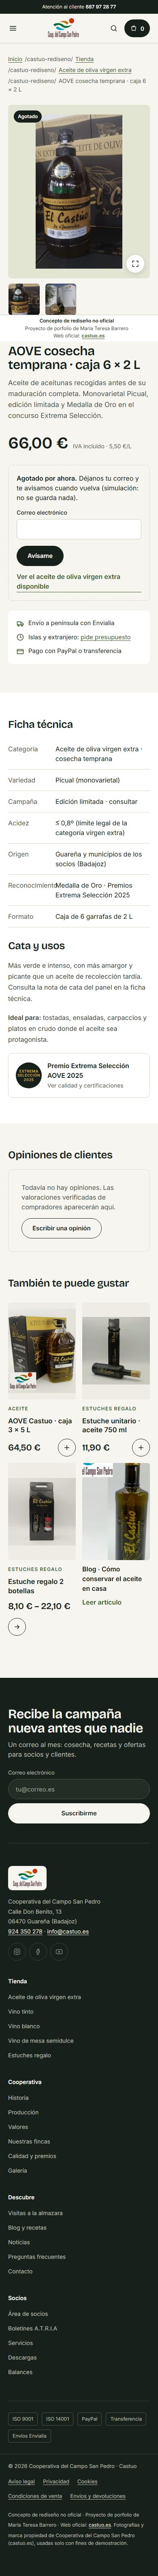 Atención al cliente 687 97 28 77
Coop. del Campo San Pedro
0
Inicio /castuo-rediseno/ Tienda
/castuo-rediseno/ Aceite de oliva virgen extra
/castuo-rediseno/ AOVE cosecha temprana · caja 6
× 2 L
Agotado
El Castúo
Concepto de rediseño no oficial
Proyecto de porfolio de María Teresa Barrero
Web oficial: castuo.es
AOVE cosecha
temprana · caja 6 × 2 L
Aceite de aceitunas recogidas antes de su
maduración completa. Monovarietal Picual,
edición limitada y Medalla de Oro en el
concurso Extrema Selección.
66,00 € IVA incluido · 5,50 €/L
Agotado por ahora. Déjanos tu correo y
te avisamos cuando vuelva (simulación:
no se guarda nada).
Correo electrónico
Avísame
Ver el aceite de oliva virgen extra
disponible
Envío a península con Envialia
Islas y extranjero: pide presupuesto
Pago con PayPal o transferencia
Ficha técnica
Categoría Aceite de oliva virgen extra ·
cosecha temprana
Variedad Picual (monovarietal)
Campaña Edición limitada · consultar
Acidez ≤ 0,8º (límite legal de la
categoría virgen extra)
Origen Guareña y municipios de los
socios (Badajoz)
Reconocimiento Medalla de Oro · Premios
Extrema Selección 2025
Formato Caja de 6 garrafas de 2 L
Cata y usos
Más verde e intenso, con más amargor y
picante que un aceite de recolección tardía.
Consulta la nota de cata del panel en la ficha
técnica.
Ideal para: tostadas, ensaladas, carpaccios y
platos en crudo donde el aceite sea
protagonista.
EXTREMA
SELECCIÓN
2025
Premio Extrema Selección
AOVE 2025
Ver calidad y certificaciones
Opiniones de clientes
Todavía no hay opiniones. Las
valoraciones verificadas de
compradores aparecerán aquí.
Escribir una opinión
También te puede gustar
ACEITE
AOVE Castuo · caja
3 × 5 L
64,50 €
ESTUCHES REGALO
Estuche unitario ·
aceite 750 ml
11,90 €
ESTUCHES REGALO
Estuche regalo 2
botellas
8,10 € – 22,10 €
Blog · Cómo
conservar el aceite
en casa
Leer artículo
Recibe la campaña
nueva antes que nadie
Un correo al mes: cosecha, recetas y ofertas
para socios y clientes.
Correo electrónico
tu@correo.es
Suscribirme
Coop. del Campo San Pedro
Cooperativa del Campo San Pedro
Calle Don Benito, 13
06470 Guareña (Badajoz)
924 350 278 · info@castuo.es
Tienda
Aceite de oliva virgen extra
Vino tinto
Vino blanco
Vino de mesa semidulce
Estuches regalo
Cooperativa
Historia
Producción
Valores
Nuestras fincas
Calidad y premios
Galería
Descubre
Visitas a la almazara
Blog y recetas
Noticias
Preguntas frecuentes
Contacto
Socios
Área de socios
Boletines A.T.R.I.A
Servicios
Descargas
Balances
ISO 9001
ISO 14001
PayPal
Transferencia
Envíos Envialia
© 2026 Cooperativa del Campo San Pedro · Castuo
Aviso legal Privacidad Cookies
Condiciones de venta Envíos y devoluciones
Concepto de rediseño no oficial · Proyecto de porfolio de
María Teresa Barrero · Web oficial: castuo.es. Fotografías y
marca propiedad de Cooperativa del Campo San Pedro
(castuo.es), usadas solo con fines de demostración.